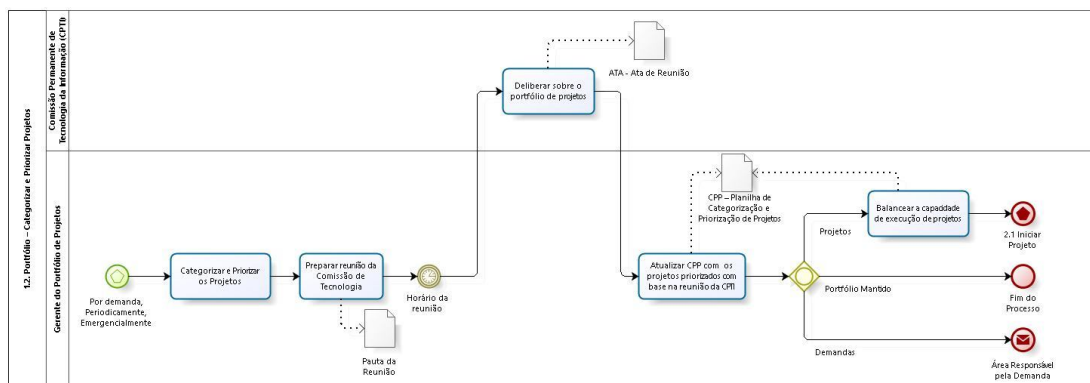 1.2. Portfólio – Categorizar e Priorizar Projetos
Comissão Permanente de
Tecnologia da Informação (CPTI)
Deliberar sobre o
portfólio de projetos
ATA - Ata de Reunião
Gerente do Portfólio de Projetos
Por demanda,
Periodicamente,
Emergencialmente
Categorizar e Priorizar
os Projetos
Preparar reunião da
Comissão de
Tecnologia
Pauta da
Reunião
Horário da
reunião
Atualizar CPP com os
projetos priorizados com
base na reunião da CPTI
CPP – Planilha de
Categorização e
Priorização de Projetos
Projetos
Balancear a capacidade
de execução de projetos
2.1 Iniciar
Projeto
Portfólio Mantido
Fim do
Processo
Demandas
Área Responsável
pela Demanda